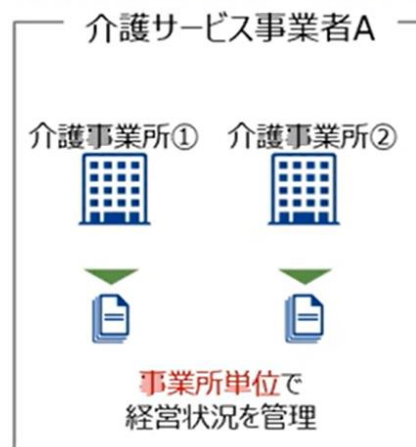 介護サービス事業者A
介護事業所① 介護事業所②
事業所単位で
経営状況を管理